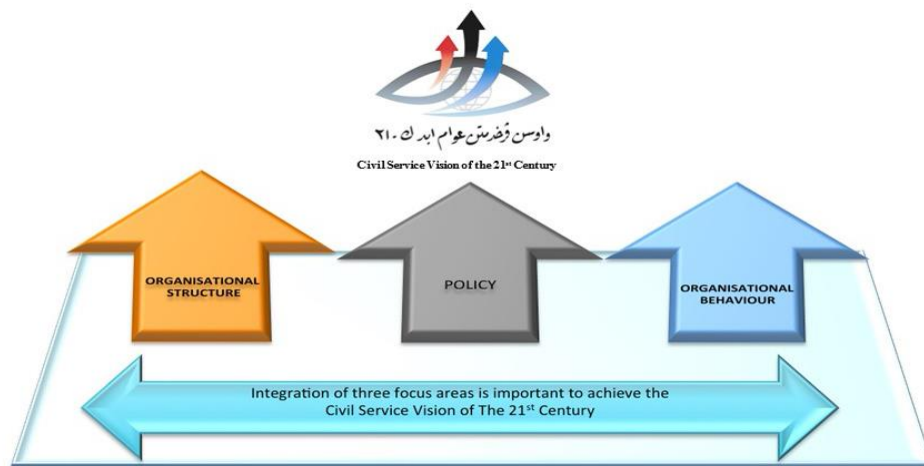 واوسن ڤرخدمتن عوام ابد ك - ٢١
Civil Service Vision of the 21st Century
ORGANISATIONAL
STRUCTURE
POLICY
ORGANISATIONAL
BEHAVIOUR
Integration of three focus areas is important to achieve the
Civil Service Vision of The 21st Century